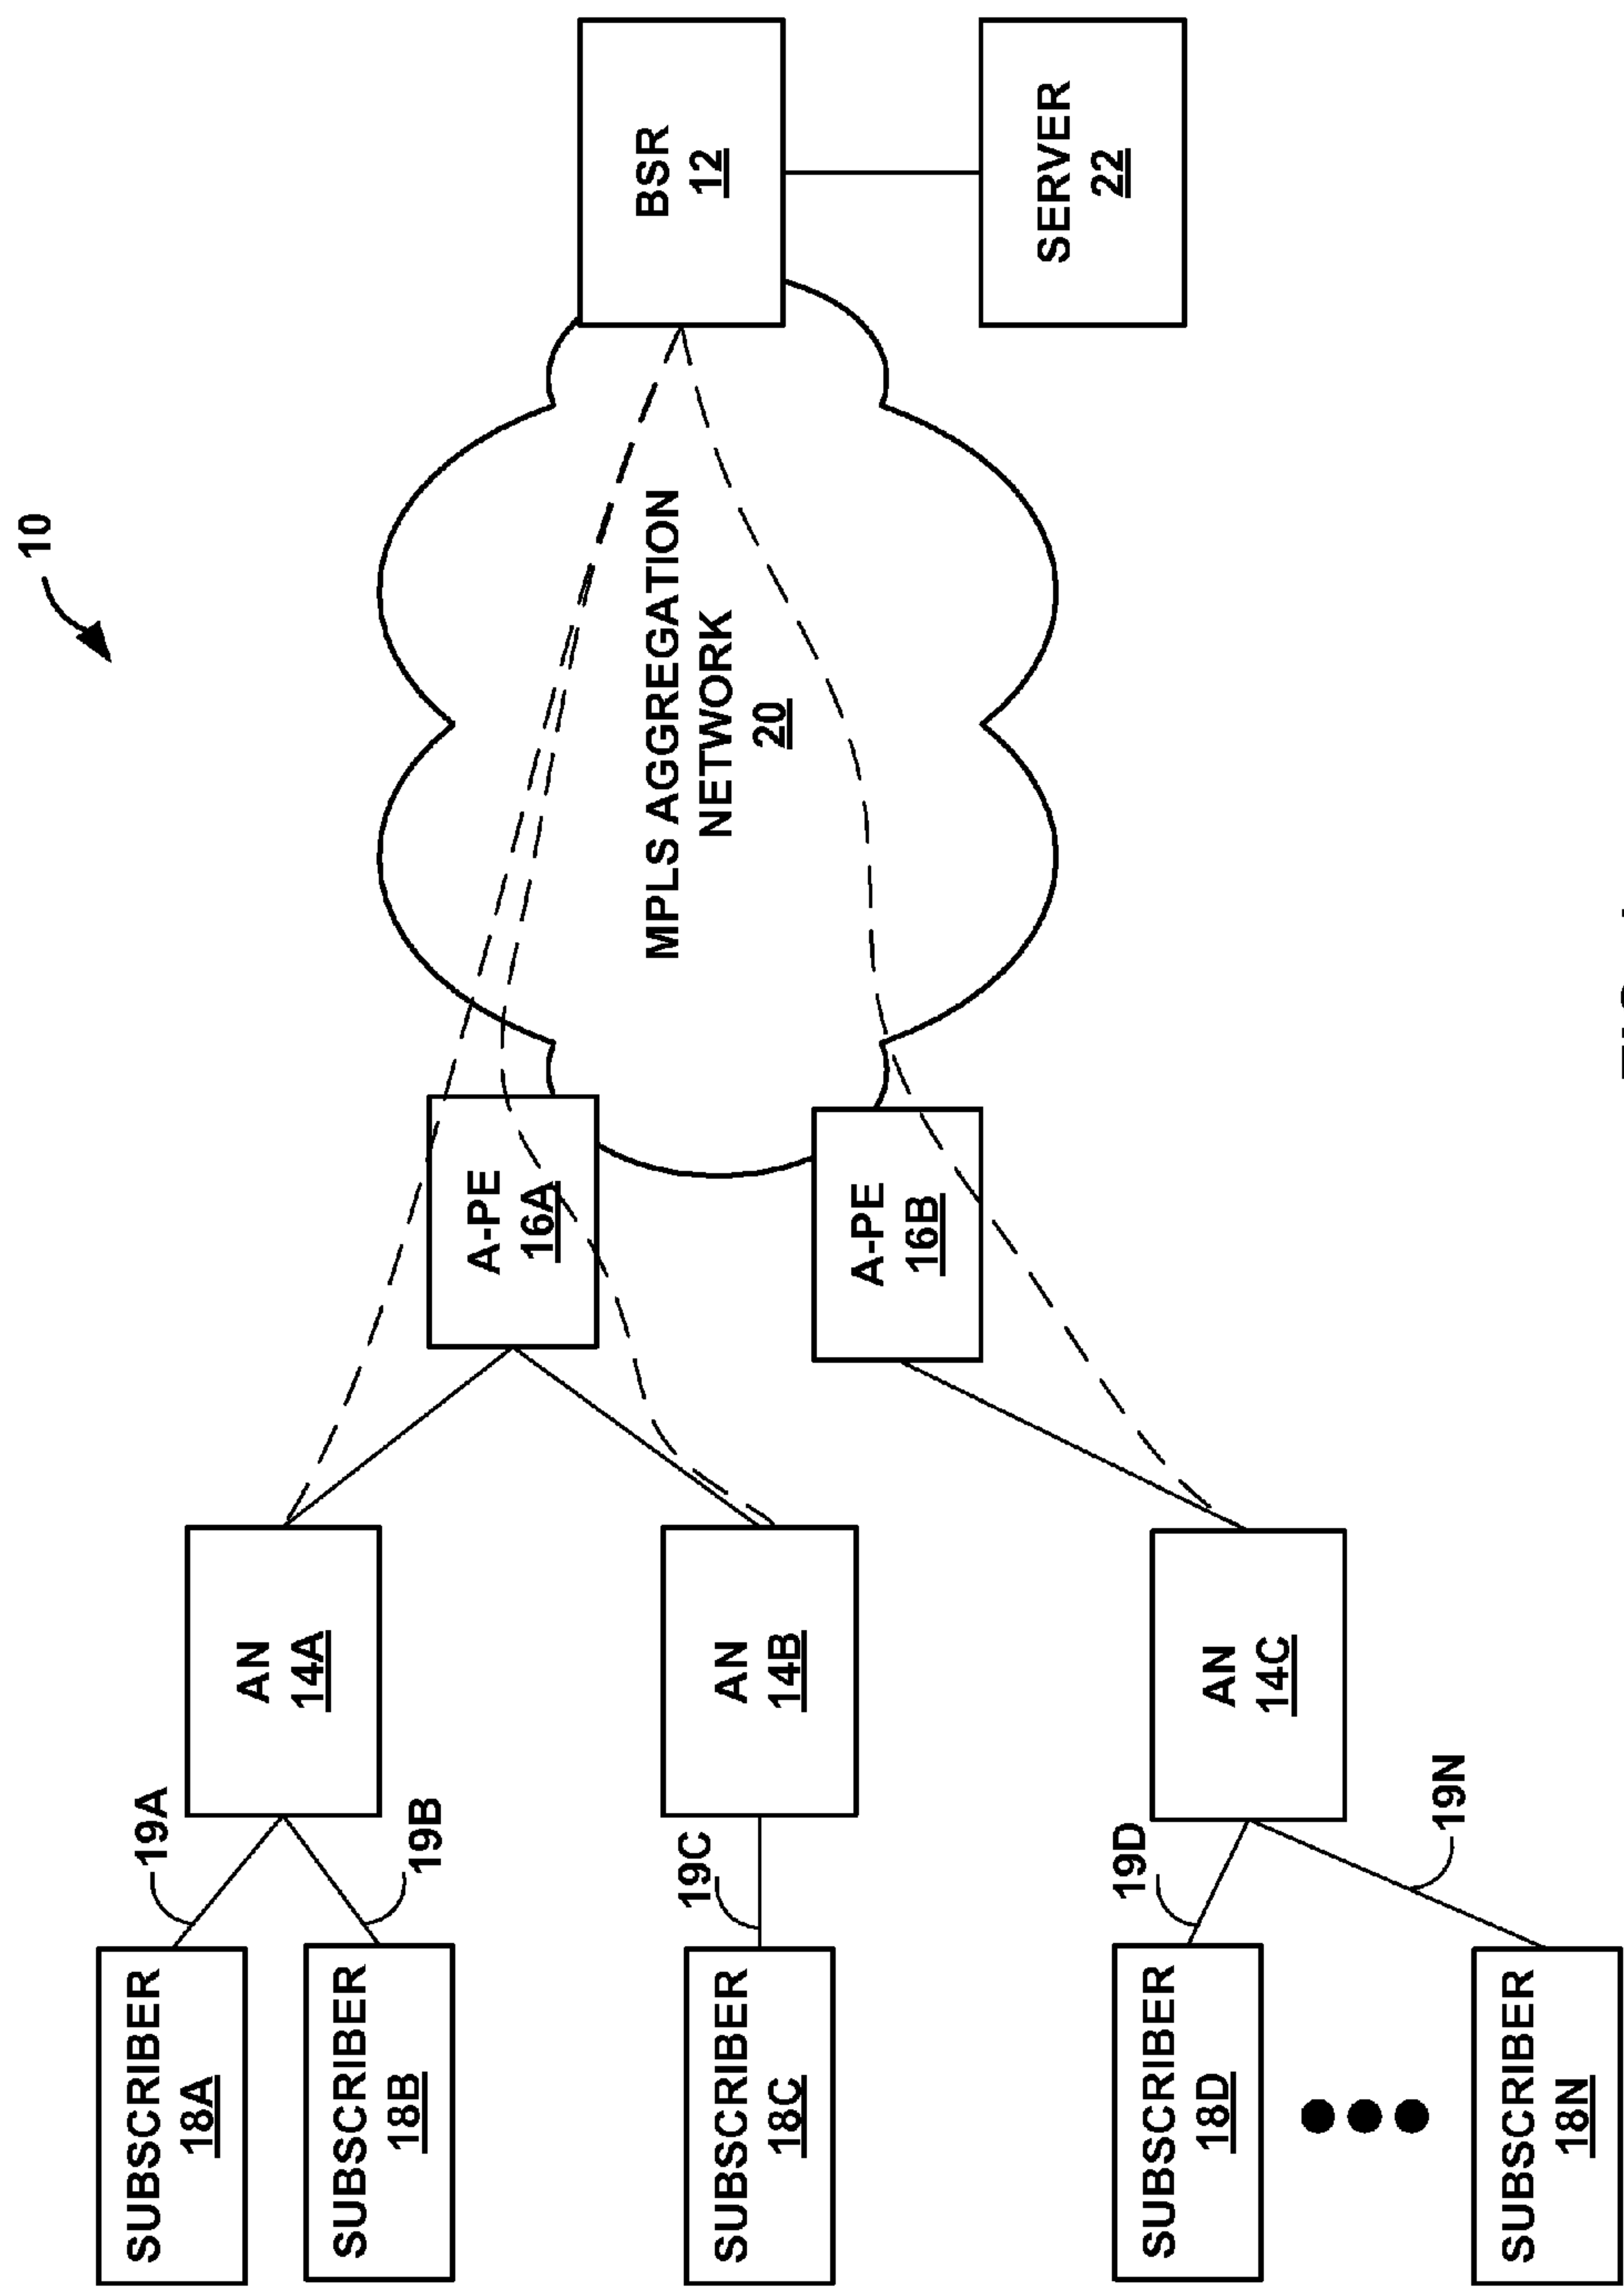 10
BSR
12
SERVER
22
MPLS AGGREGATION
NETWORK
20
A-PE
16A
A-PE
16B
AN
14A
AN
14B
AN
14C
19A
19B
19C
19D
19N
SUBSCRIBER
18A
SUBSCRIBER
18B
SUBSCRIBER
18C
SUBSCRIBER
18D
SUBSCRIBER
18N